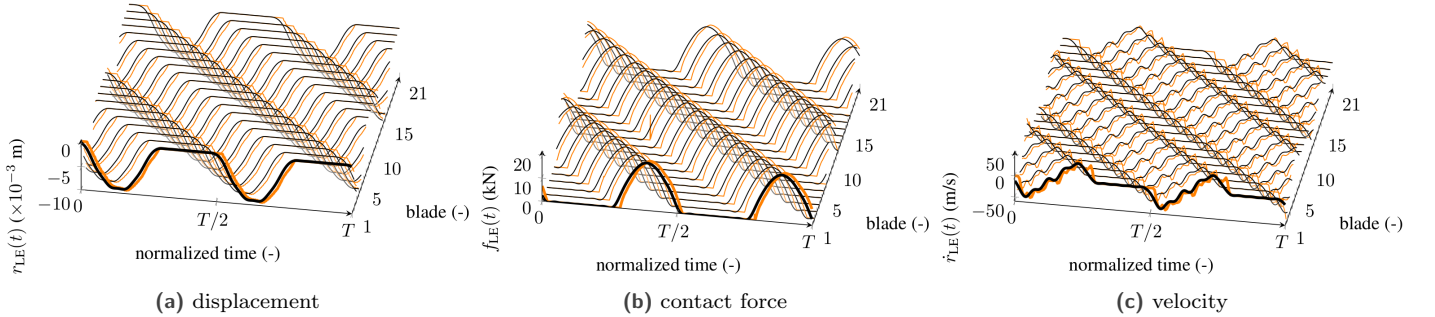 0
−5
−10
0
T/2
T
1
5
10
15
21
r_LE(t) (×10⁻³ m)
normalized time (-)
blade (-)
(a) displacement
20
10
0
0
T/2
T
1
5
10
15
21
f_LE(t) (kN)
normalized time (-)
blade (-)
(b) contact force
50
0
−50
0
T/2
T
1
5
10
15
21
ṙ_LE(t) (m/s)
normalized time (-)
blade (-)
(c) velocity